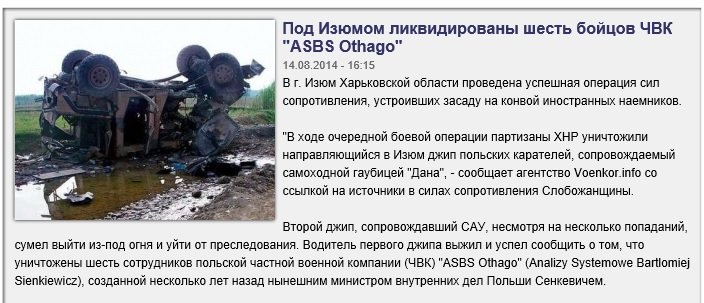 Под Изюмом ликвидированы шесть бойцов ЧВК
"ASBS Othago"
14.08.2014 - 16:15
В г. Изюм Харьковской области проведена успешная операция сил
сопротивления, устроивших засаду на конвой иностранных наемников.
"В ходе очередной боевой операции партизаны ХНР уничтожили
направляющийся в Изюм джип польских карателей, сопровождаемый
самоходной гаубицей "Дана", - сообщает агентство Voenkor.info со
ссылкой на источники в силах сопротивления Слобожанщины.
Второй джип, сопровождавший САУ, несмотря на несколько попаданий,
сумел выйти из-под огня и уйти от преследования. Водитель первого джипа выжил и успел сообщить о том, что
уничтожены шесть сотрудников польской частной военной компании (ЧВК) "ASBS Othago" (Analizy Systemowe Bartlomiej
Sienkiewicz), созданной несколько лет назад нынешним министром внутренних дел Польши Сенкевичем.